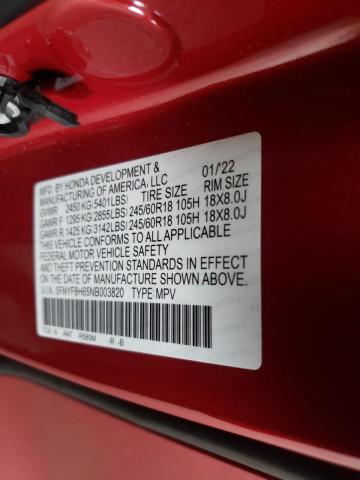 MFD. BY HONDA DEVELOPMENT &
MANUFACTURING OF AMERICA, LLC 01/'22
GVWR 2450 KG(5401LBS) TIRE SIZE RIM SIZE
GAWR F 1295 KG(2855LBS) 245/60R18 105H 18X8.0J
GAWR R 1425 KG(3142LBS) 245/60R18 105H 18X8.0J
THIS VEHICLE CONFORMS TO ALL APPLICABLE
FEDERAL MOTOR VEHICLE SAFETY
AND THEFT PREVENTION STANDARDS IN EFFECT
ON THE DATE OF MANUFACTURE SHOWN ABOVE.
V.I.N. 5FNYF8H65NB003820 TYPE MPV
-R580M -R -B